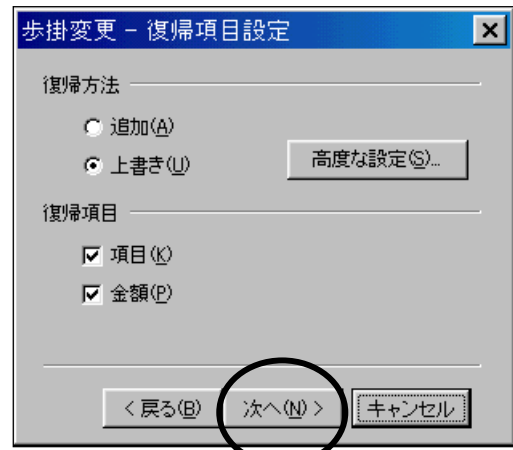 歩掛変更 − 復帰項目設定
復帰方法
追加(A)
上書き(U)
高度な設定(S)...
復帰項目
項目(K)
金額(P)
< 戻る(B)
次へ(N) >
キャンセル